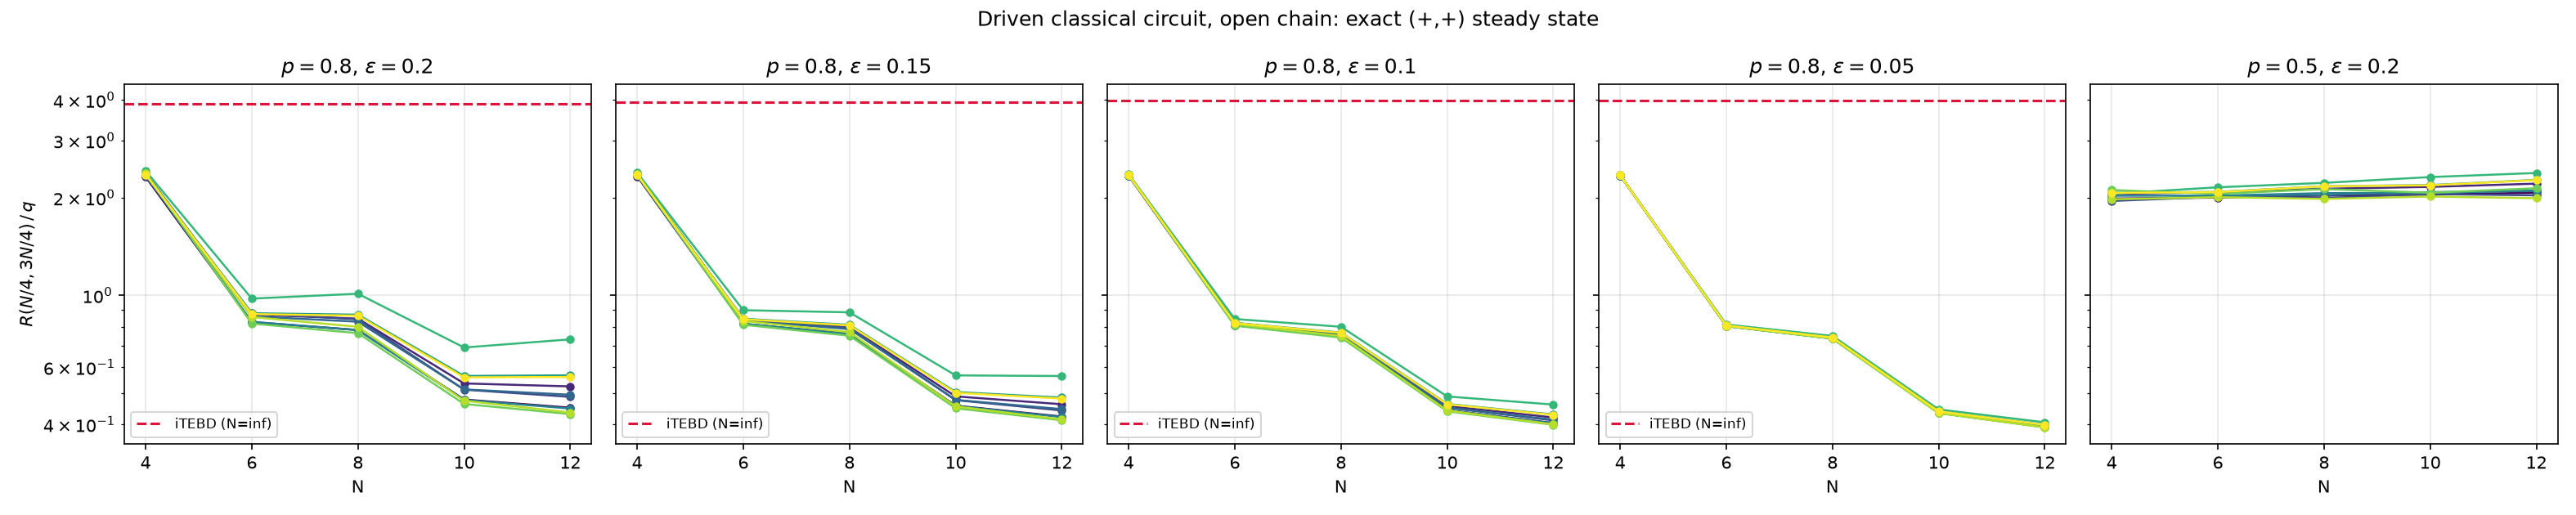 Driven classical circuit, open chain: exact (+,+) steady state
p = 0.8, ε = 0.2
p = 0.8, ε = 0.15
p = 0.8, ε = 0.1
p = 0.8, ε = 0.05
p = 0.5, ε = 0.2
R(N/4, 3N/4) / q
4 × 10⁰
3 × 10⁰
2 × 10⁰
10⁰
6 × 10⁻¹
4 × 10⁻¹
iTEBD (N=inf)
iTEBD (N=inf)
iTEBD (N=inf)
iTEBD (N=inf)
4 6 8 10 12
4 6 8 10 12
4 6 8 10 12
4 6 8 10 12
4 6 8 10 12
N
N
N
N
N